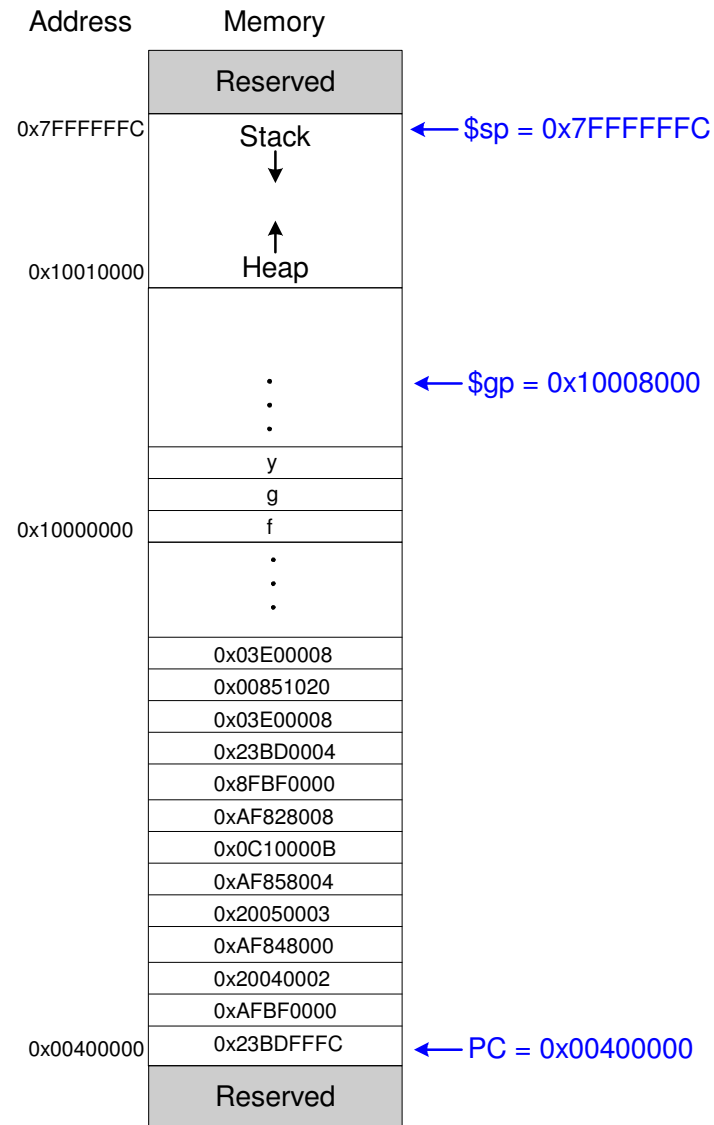 Address Memory
Reserved
0x7FFFFFFC Stack $sp = 0x7FFFFFFC
0x10010000 Heap
$gp = 0x10008000
y
g
0x10000000 f
0x03E00008
0x00851020
0x03E00008
0x23BD0004
0x8FBF0000
0xAF828008
0x0C10000B
0xAF858004
0x20050003
0xAF848000
0x20040002
0xAFBF0000
0x00400000 0x23BDFFFC PC = 0x00400000
Reserved